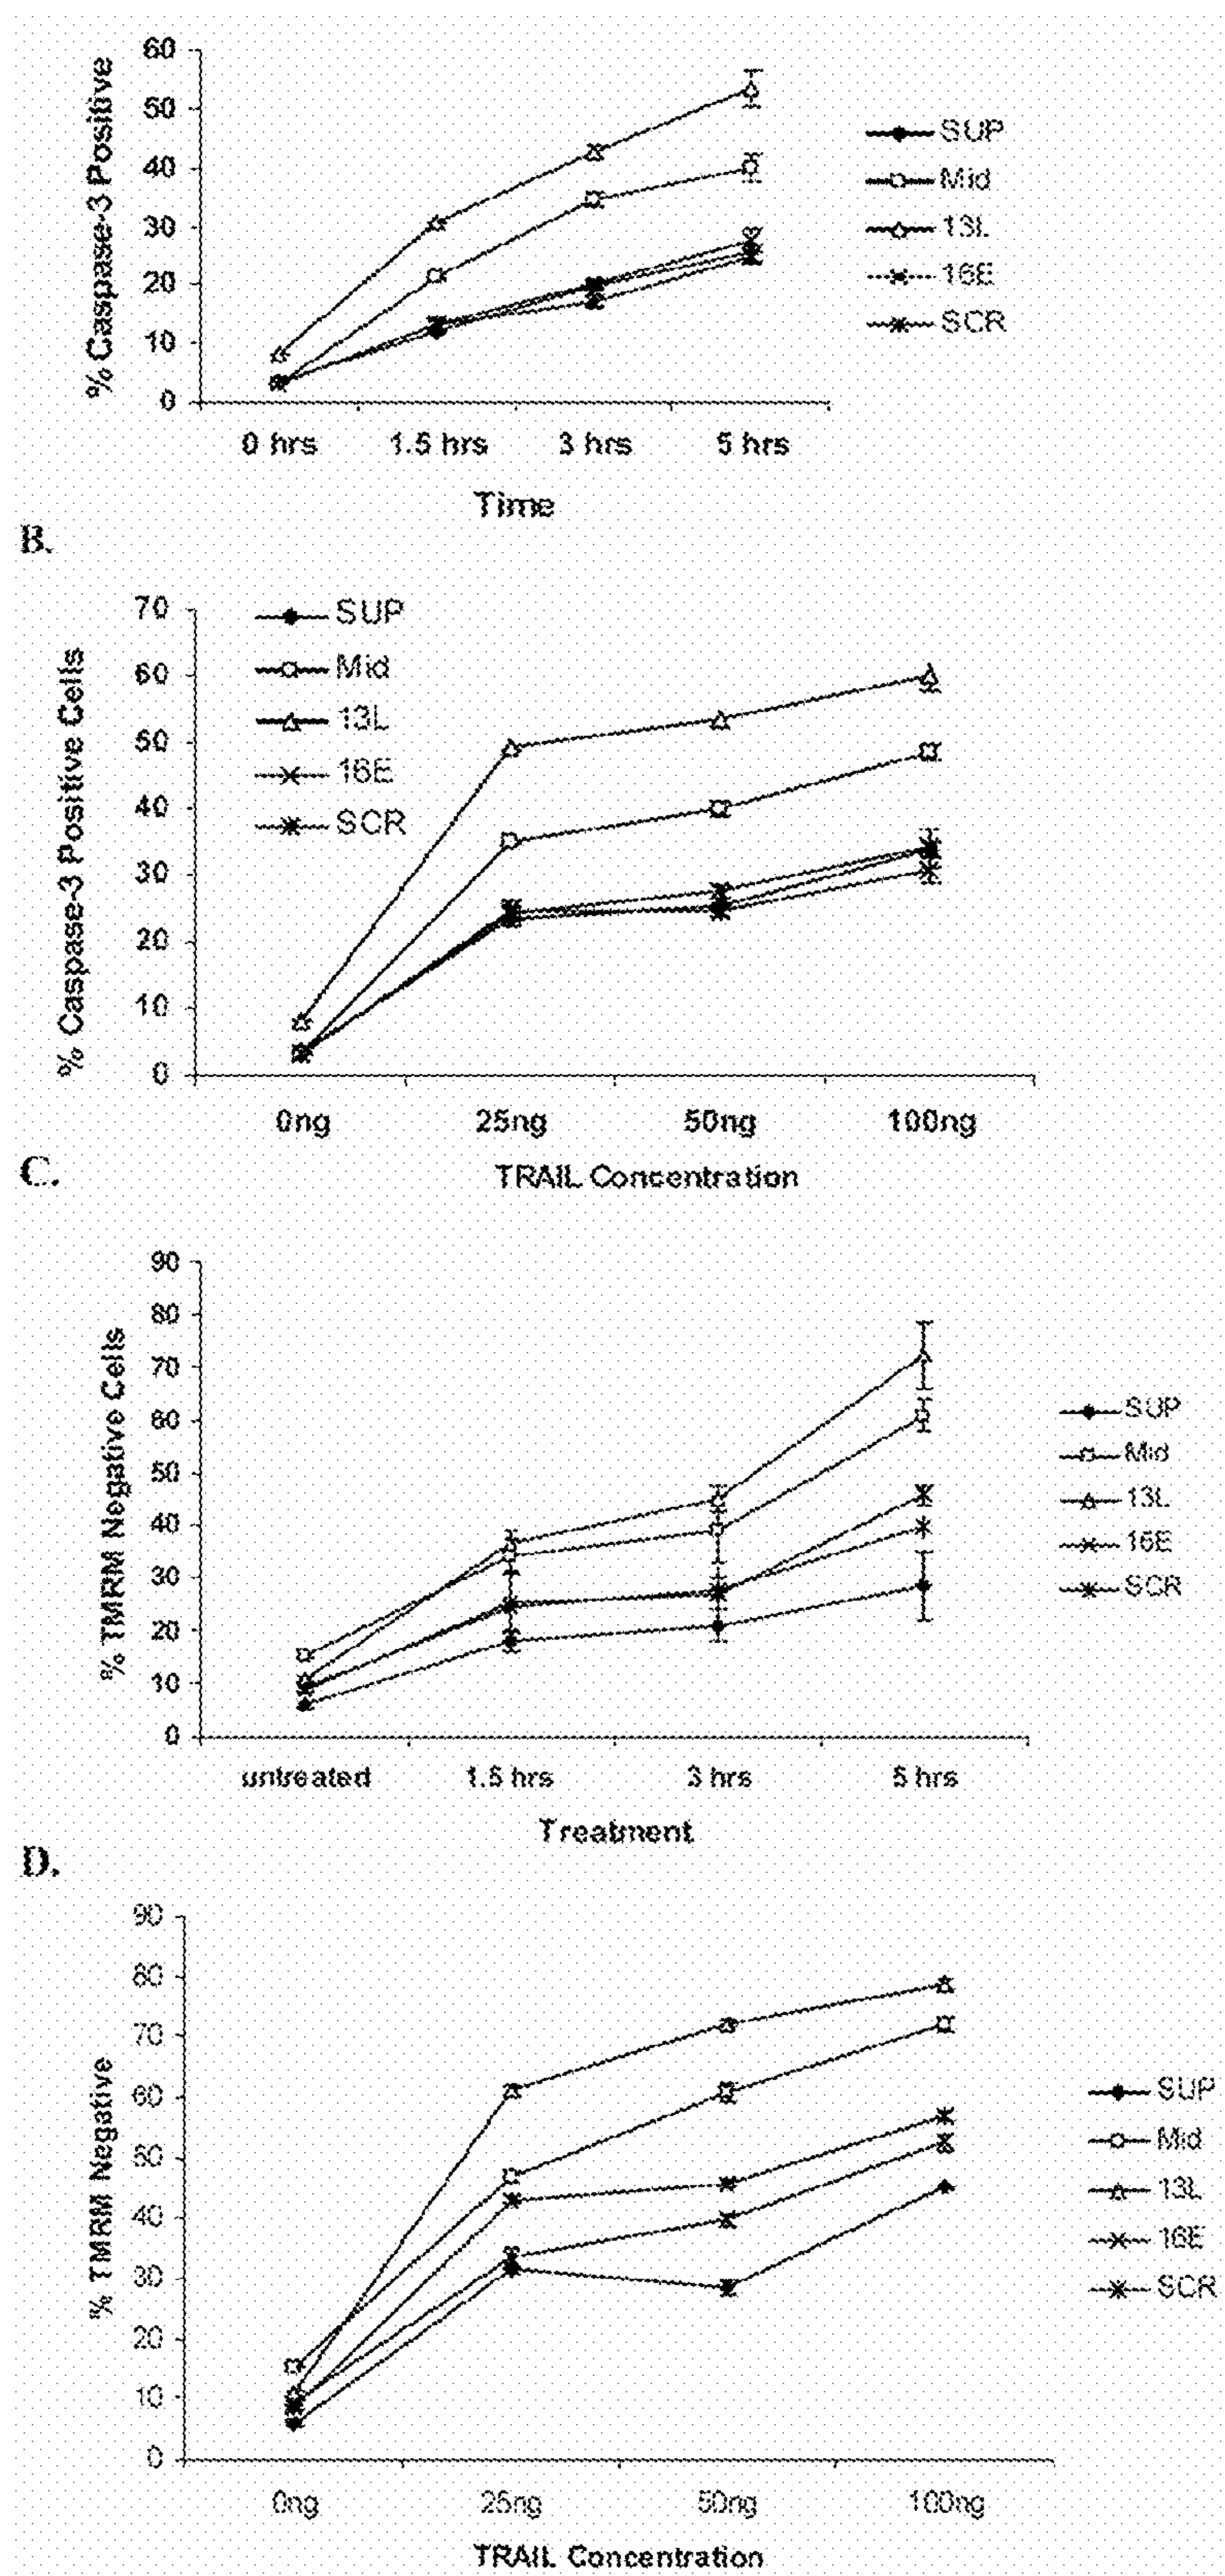 % Caspase-3 Positive
60
50
40
30
20
10
0
0 hrs 1.5 hrs 3 hrs 5 hrs
Time
SUP
Mid
13L
16E
SCR
B.
% Caspase-3 Positive Cells
70
60
50
40
30
20
10
0
SUP
Mid
13L
16E
SCR
0ng 25ng 50ng 100ng
TRAIL Concentration
C.
% TMRM Negative Cells
90
80
70
60
50
40
30
20
10
0
untreated 1.5 hrs 3 hrs 5 hrs
Treatment
SUP
Mid
13L
16E
SCR
D.
% TMRM Negative
90
80
70
60
50
40
30
20
10
0
0ng 25ng 50ng 100ng
TRAIL Concentration
SUP
Mid
13L
16E
SCR